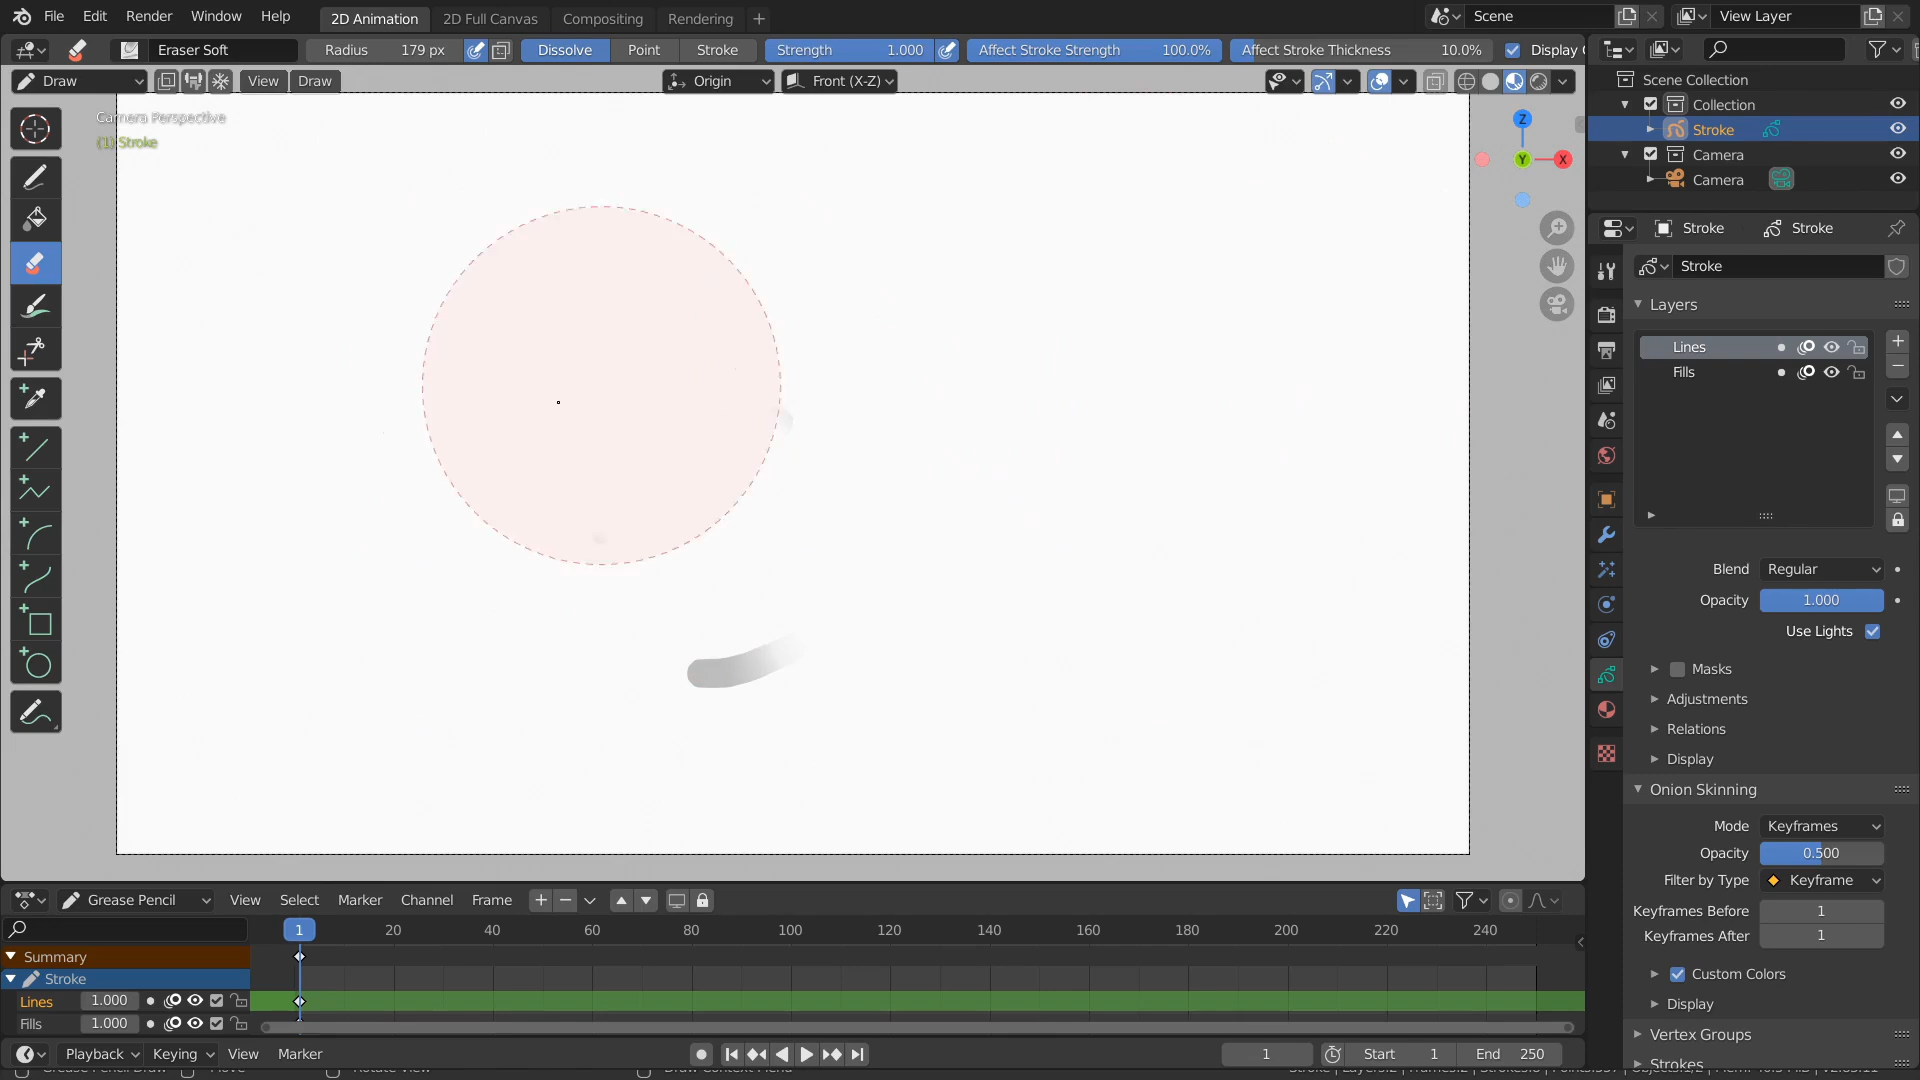 File Edit Render Window Help 2D Animation 2D Full Canvas Compositing Rendering + Scene View Layer
Eraser Soft Radius 179 px Dissolve Point Stroke Strength 1.000 Affect Stroke Strength 100.0% Affect Stroke Thickness 10.0% Display
Draw View Draw Origin Front (X-Z)
Scene Collection
Collection
Stroke
Camera
Camera
Camera Perspective
(1) Stroke
Z
Y X
Stroke Stroke
Stroke
Layers
Lines
Fills
Blend Regular
Opacity 1.000
Use Lights
Masks
Adjustments
Relations
Display
Onion Skinning
Mode Keyframes
Opacity 0.500
Filter by Type Keyframe
Keyframes Before 1
Keyframes After 1
Custom Colors
Display
Vertex Groups
Strokes
Grease Pencil View Select Marker Channel Frame
1 20 40 60 80 100 120 140 160 180 200 220 240
Summary
Stroke
Lines 1.000
Fills 1.000
Playback Keying View Marker 1 Start 1 End 250